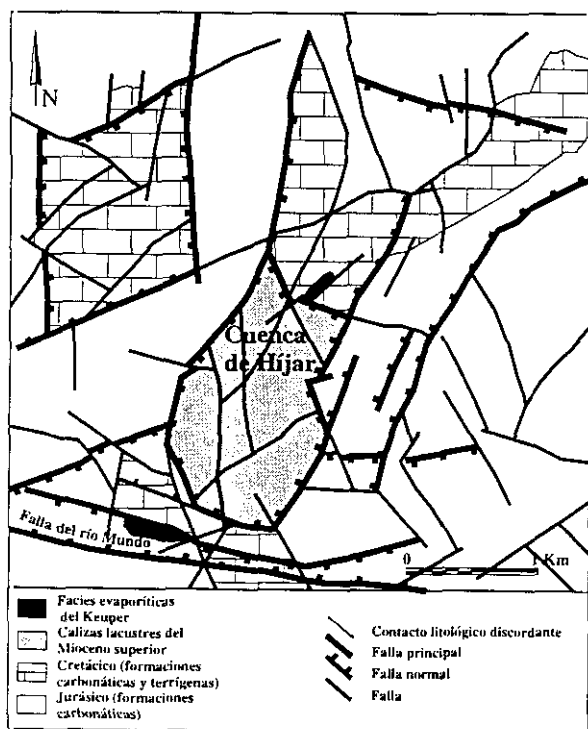 N
Cuenca
de Híjar
Falla del río Mundo
0 1 Km
Facies evaporíticas
del Keuper
Calizas lacustres del
Mioceno superior
Cretácico (formaciones
carbonáticas y terrígenas)
Jurásico (formaciones
carbonáticas)
Contacto litológico discordante
Falla principal
Falla normal
Falla